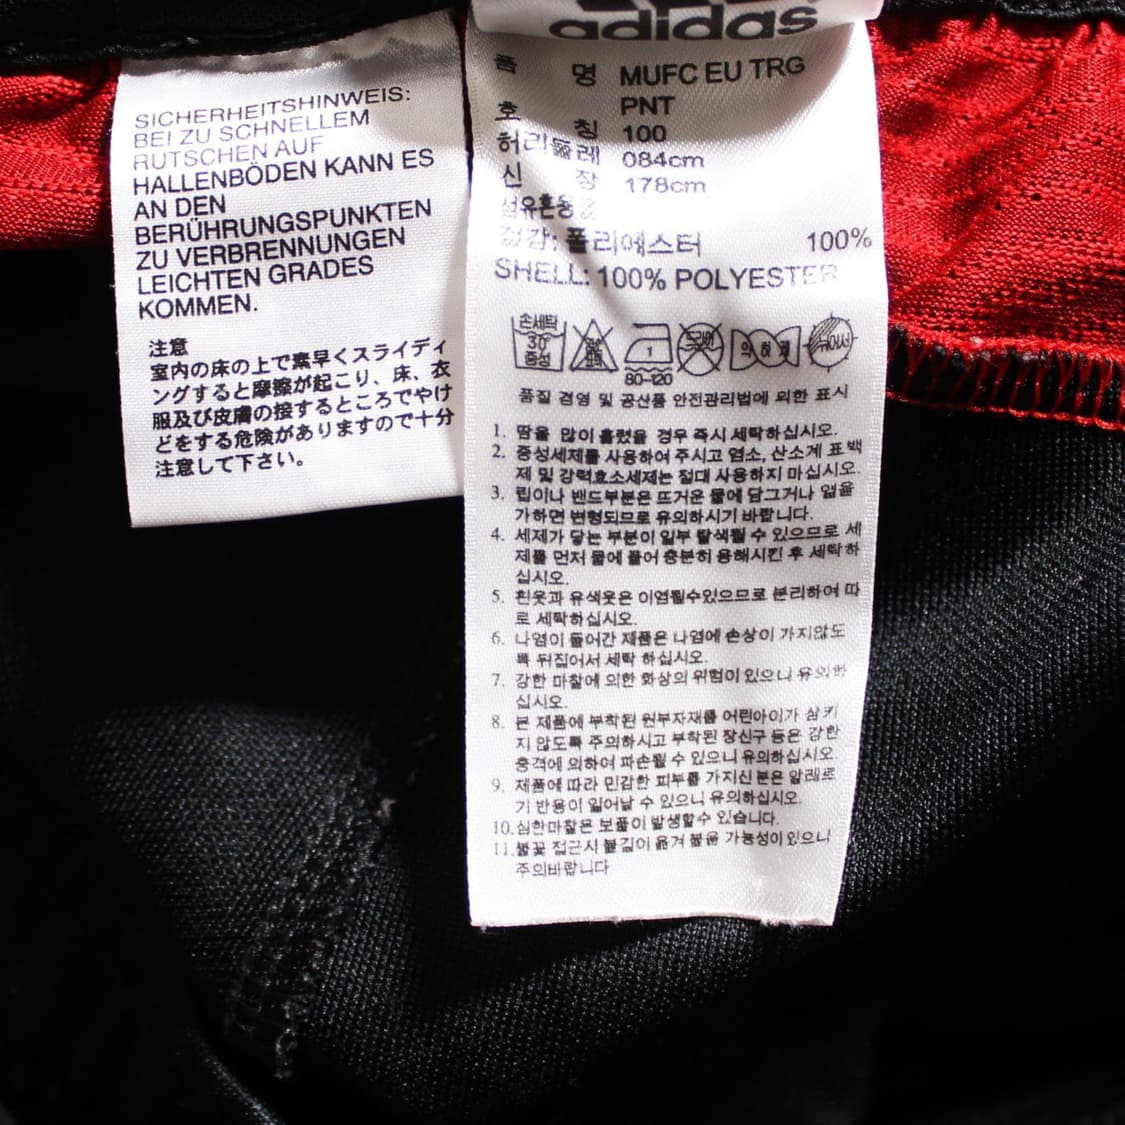 SICHERHEITSHINWEIS:
BEI ZU SCHNELLEM
RUTSCHEN AUF
HALLENBÖDEN KANN ES
AN DEN
BERÜHRUNGSPUNKTEN
ZU VERBRENNUNGEN
LEICHTEN GRADES
KOMMEN.
注意
室内の床の上で素早くスライディ
ングすると摩擦が起こり、床、衣
服及び皮膚の接するところでやけ
どをする危険がありますので十分
注意して下さい。
adidas
품 명 MUFC EU TRG
PNT
호 칭 100
허리둘레 084cm
신 장 178cm
섬유혼용
겉감: 폴리에스터 100%
SHELL: 100% POLYESTER
손세탁 30 중성 1 80-120 드라이 약하게 뉘어서
품질 경영 및 공산품 안전관리법에 의한 표시
1. 땀을 많이 흘렸을 경우 즉시 세탁하십시오.
2. 중성세제를 사용하여 주시고 염소, 산소계 표백
제 및 강력효소세제는 절대 사용하지 마십시오.
3. 립이나 밴드부분은 뜨거운 물에 담그거나 열을
가하면 변형되므로 유의하시기 바랍니다.
4. 세제가 닿는 부분이 일부 탈색될 수 있으므로 세
제를 먼저 물에 풀어 충분히 용해시킨 후 세탁하
십시오.
5. 흰옷과 유색옷은 이염될수있으므로 분리하여 따
로 세탁하십시오.
6. 나염이 들어간 제품은 나염에 손상이 가지않도
록 뒤집어서 세탁 하십시오.
7. 강한 마찰에 의한 화상의 위험이 있으니 유의하
십시오.
8. 본 제품에 부착된 원부자재를 어린아이가 삼키
지 않도록 주의하시고 부착된 장신구 등은 강한
충격에 의하여 파손될 수 있으니 유의하십시오.
9. 제품에 따라 민감한 피부를 가지신 분은 알레르
기 반응이 일어날 수 있으니 유의하십시오.
10.심한마찰은 보풀이 발생할수 있습니다.
11.불꽃 접근시 불길이 옮겨 붙을 가능성이있으니
주의바랍니다